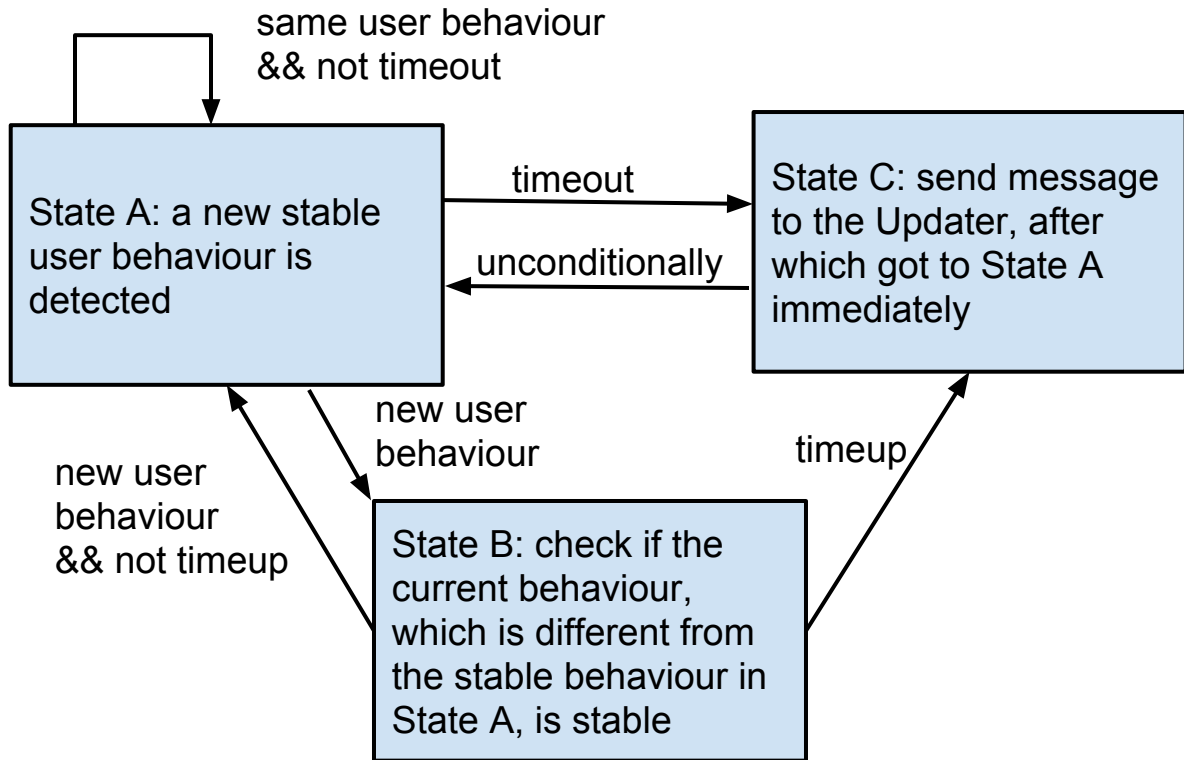 same user behaviour
&& not timeout
State A: a new stable
user behaviour is
detected
timeout
unconditionally
State C: send message
to the Updater, after
which got to State A
immediately
new user
behaviour
timeup
new user
behaviour
&& not timeup
State B: check if the
current behaviour,
which is different from
the stable behaviour in
State A, is stable